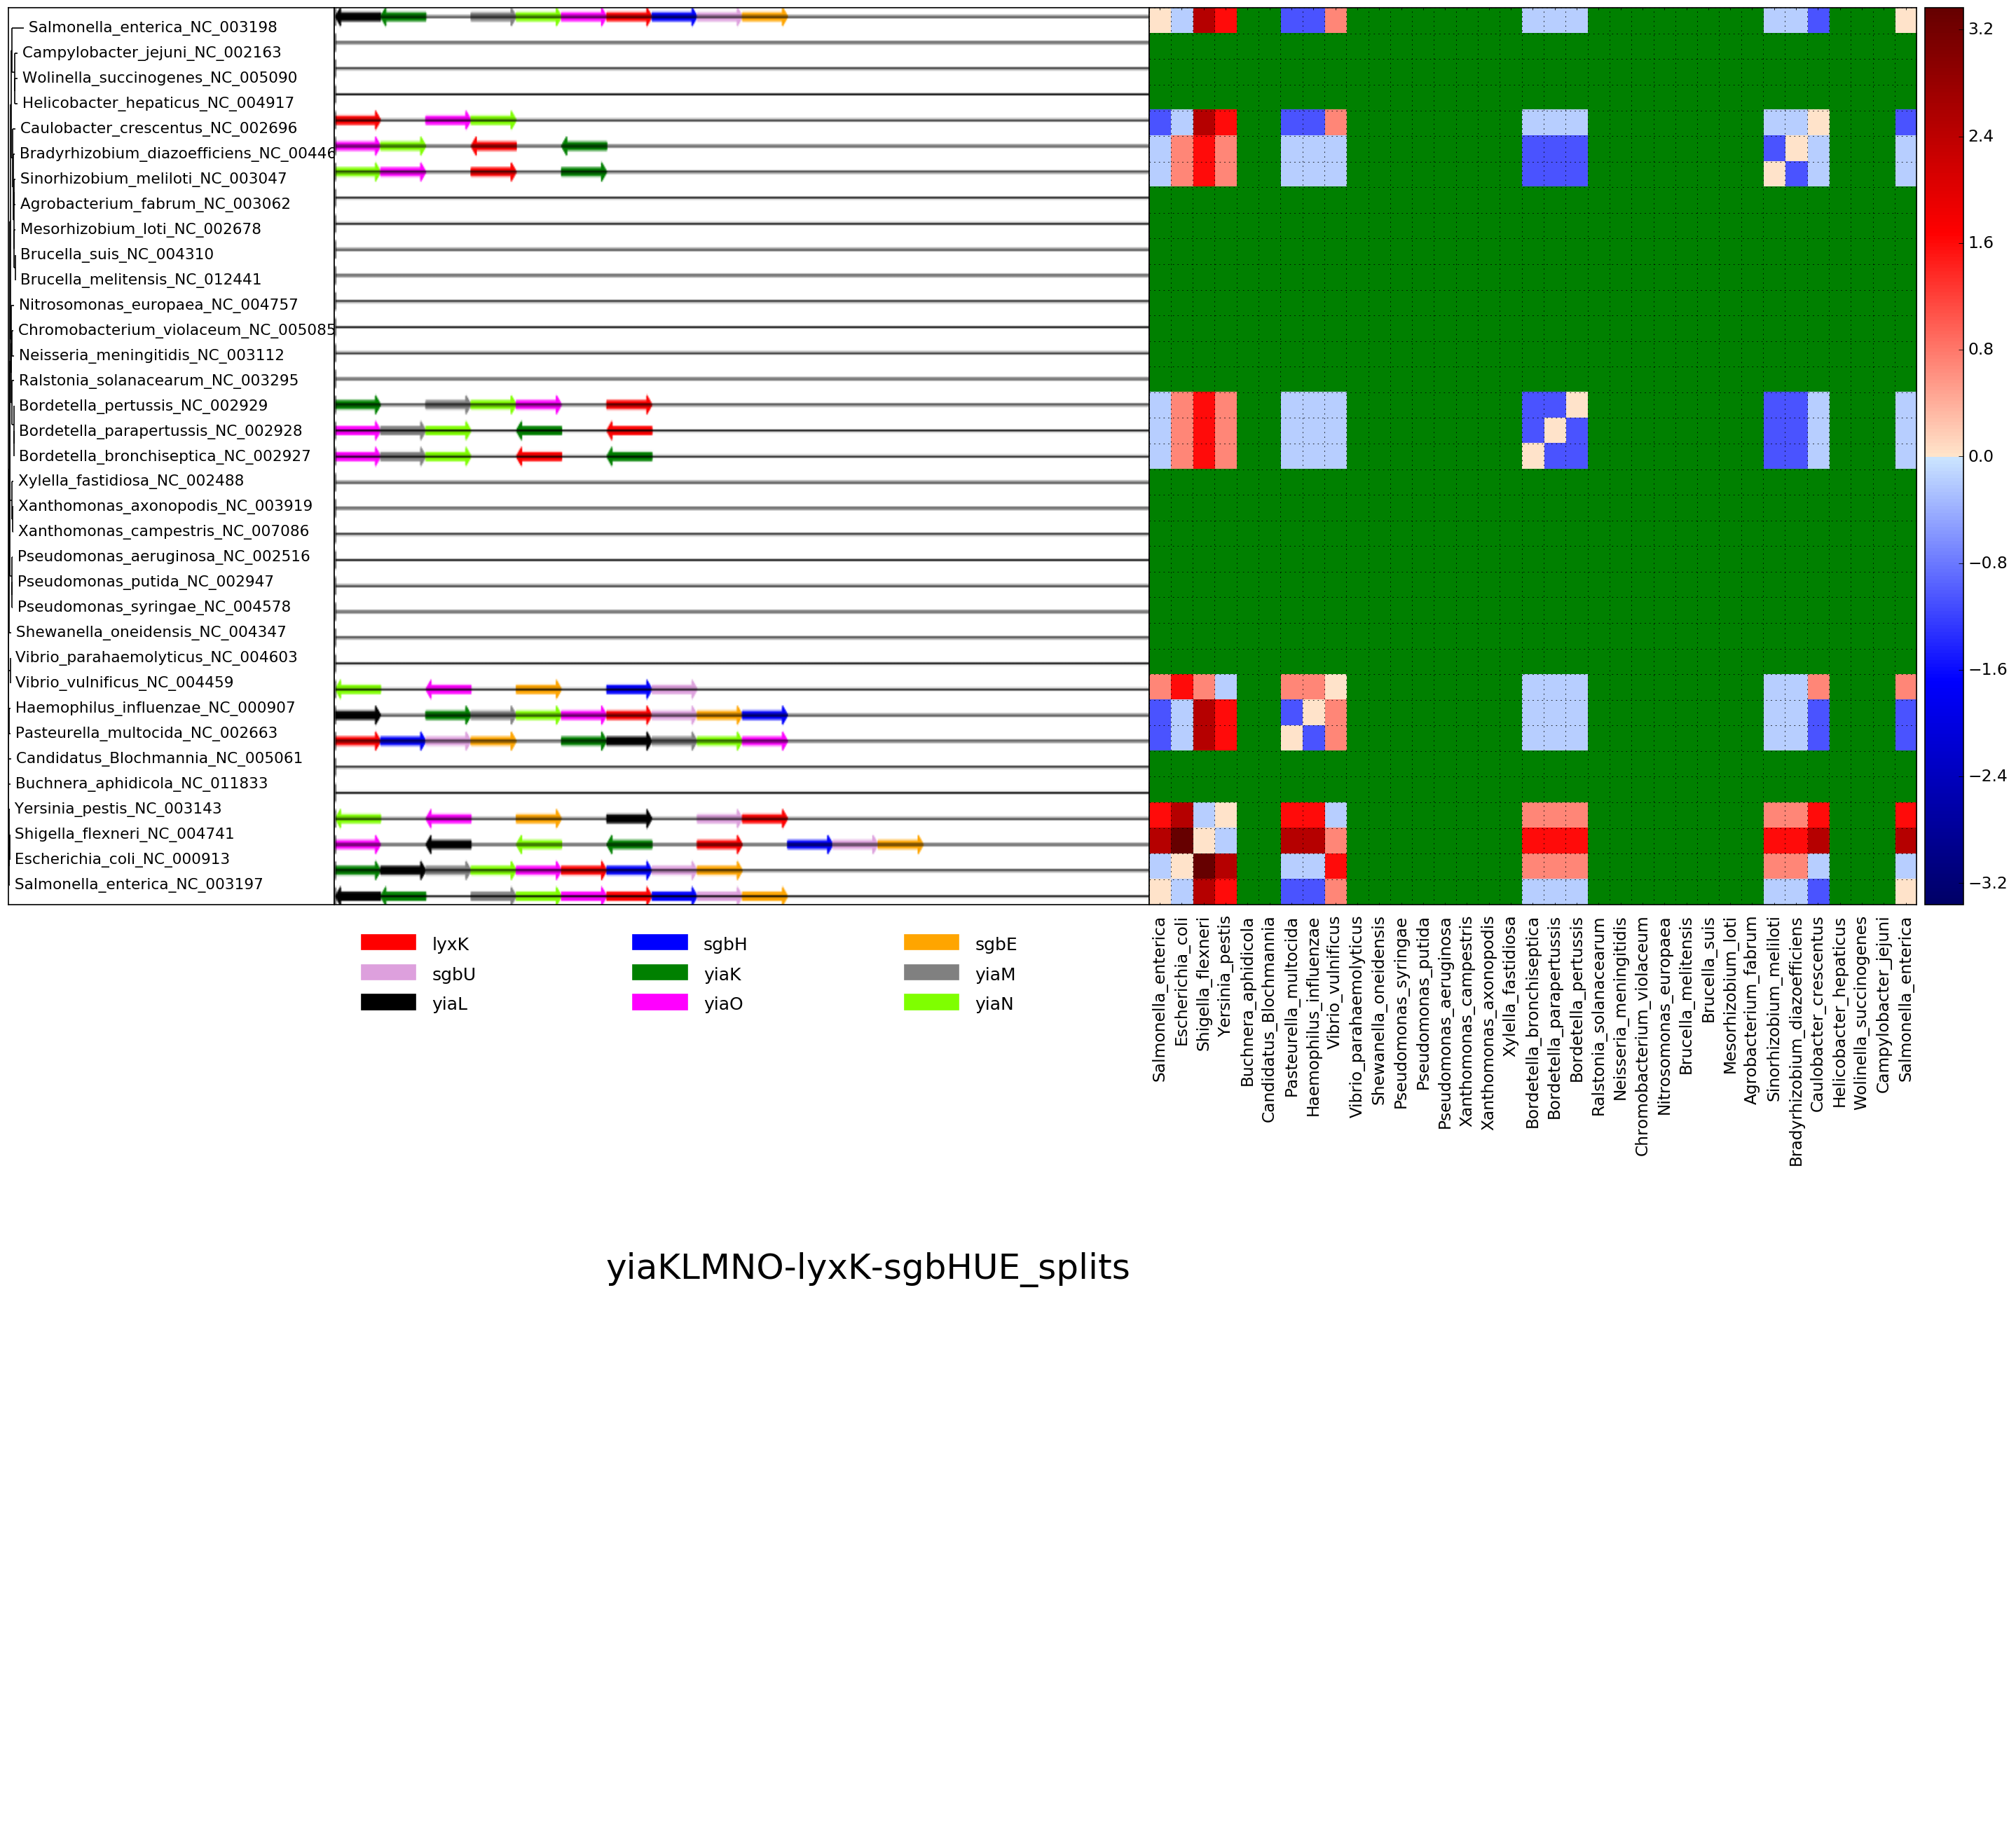 Salmonella_enterica_NC_003198
Campylobacter_jejuni_NC_002163
Wolinella_succinogenes_NC_005090
Helicobacter_hepaticus_NC_004917
Caulobacter_crescentus_NC_002696
Bradyrhizobium_diazoefficiens_NC_00446
Sinorhizobium_meliloti_NC_003047
Agrobacterium_fabrum_NC_003062
Mesorhizobium_loti_NC_002678
Brucella_suis_NC_004310
Brucella_melitensis_NC_012441
Nitrosomonas_europaea_NC_004757
Chromobacterium_violaceum_NC_005085
Neisseria_meningitidis_NC_003112
Ralstonia_solanacearum_NC_003295
Bordetella_pertussis_NC_002929
Bordetella_parapertussis_NC_002928
Bordetella_bronchiseptica_NC_002927
Xylella_fastidiosa_NC_002488
Xanthomonas_axonopodis_NC_003919
Xanthomonas_campestris_NC_007086
Pseudomonas_aeruginosa_NC_002516
Pseudomonas_putida_NC_002947
Pseudomonas_syringae_NC_004578
Shewanella_oneidensis_NC_004347
Vibrio_parahaemolyticus_NC_004603
Vibrio_vulnificus_NC_004459
Haemophilus_influenzae_NC_000907
Pasteurella_multocida_NC_002663
Candidatus_Blochmannia_NC_005061
Buchnera_aphidicola_NC_011833
Yersinia_pestis_NC_003143
Shigella_flexneri_NC_004741
Escherichia_coli_NC_000913
Salmonella_enterica_NC_003197
3.2
2.4
1.6
0.8
0.0
−0.8
−1.6
−2.4
−3.2
Salmonella_enterica
Escherichia_coli
Shigella_flexneri
Yersinia_pestis
Buchnera_aphidicola
Candidatus_Blochmannia
Pasteurella_multocida
Haemophilus_influenzae
Vibrio_vulnificus
Vibrio_parahaemolyticus
Shewanella_oneidensis
Pseudomonas_syringae
Pseudomonas_putida
Pseudomonas_aeruginosa
Xanthomonas_campestris
Xanthomonas_axonopodis
Xylella_fastidiosa
Bordetella_bronchiseptica
Bordetella_parapertussis
Bordetella_pertussis
Ralstonia_solanacearum
Neisseria_meningitidis
Chromobacterium_violaceum
Nitrosomonas_europaea
Brucella_melitensis
Brucella_suis
Mesorhizobium_loti
Agrobacterium_fabrum
Sinorhizobium_meliloti
Bradyrhizobium_diazoefficiens
Caulobacter_crescentus
Helicobacter_hepaticus
Wolinella_succinogenes
Campylobacter_jejuni
Salmonella_enterica
lyxK sgbH sgbE
sgbU yiaK yiaM
yiaL yiaO yiaN
yiaKLMNO-lyxK-sgbHUE_splits